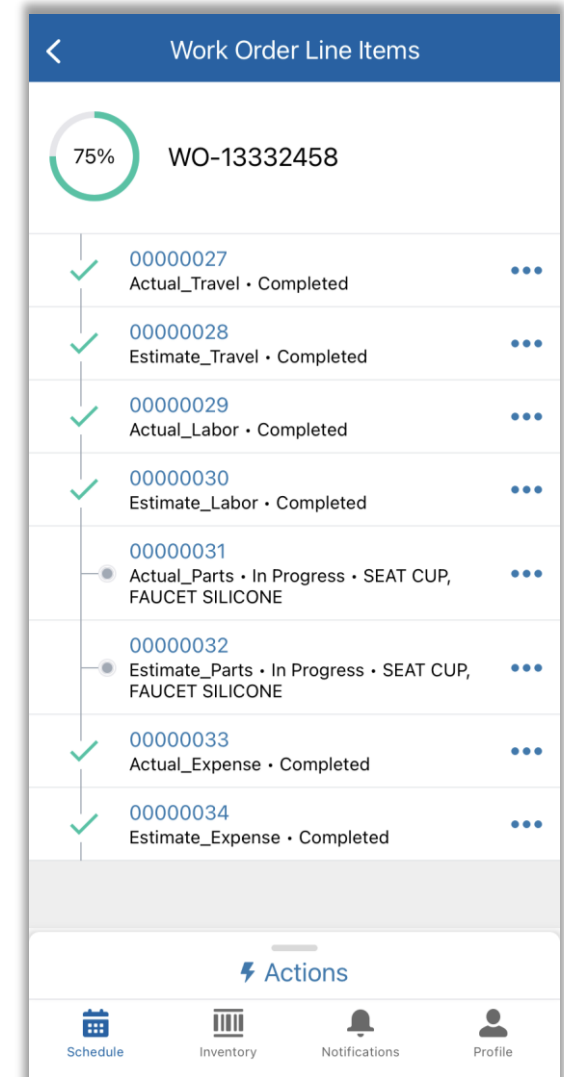 Work Order Line Items
75%
WO-13332458
00000027
Actual_Travel • Completed
00000028
Estimate_Travel • Completed
00000029
Actual_Labor • Completed
00000030
Estimate_Labor • Completed
00000031
Actual_Parts • In Progress • SEAT CUP,
FAUCET SILICONE
00000032
Estimate_Parts • In Progress • SEAT CUP,
FAUCET SILICONE
00000033
Actual_Expense • Completed
00000034
Estimate_Expense • Completed
Actions
Schedule
Inventory
Notifications
Profile